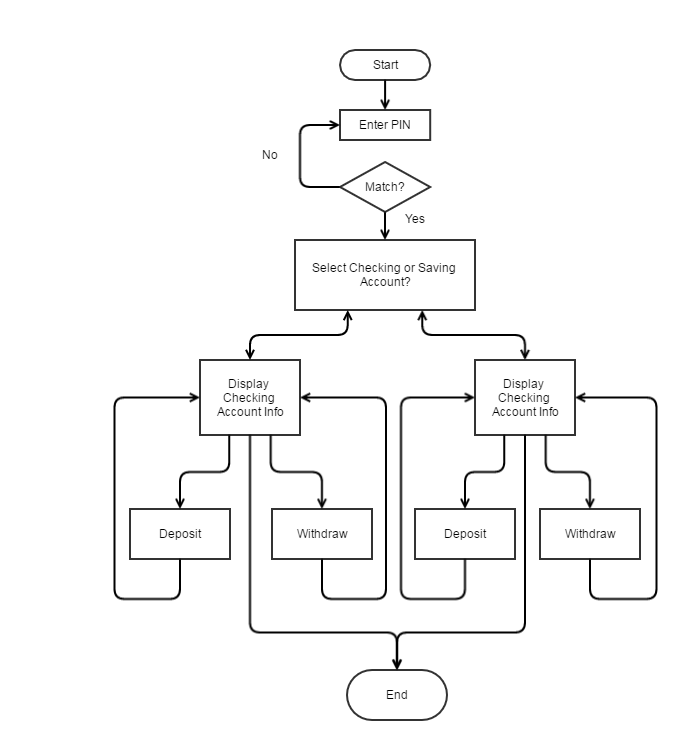 Start
Enter PIN
No
Match?
Yes
Select Checking or Saving
Account?
Display
Checking
Account Info
Display
Checking
Account Info
Deposit
Withdraw
Deposit
Withdraw
End